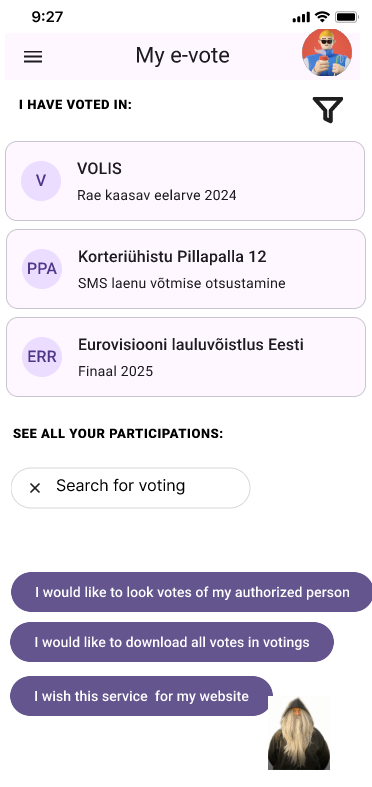 9:27
My e-vote
I HAVE VOTED IN:
V
VOLIS
Rae kaasav eelarve 2024
PPA
Korteriühistu Pillapalla 12
SMS laenu võtmise otsustamine
ERR
Eurovisiooni lauluvõistlus Eesti
Finaal 2025
SEE ALL YOUR PARTICIPATIONS:
Search for voting
I would like to look votes of my authorized person
I would like to download all votes in votings
I wish this service for my website